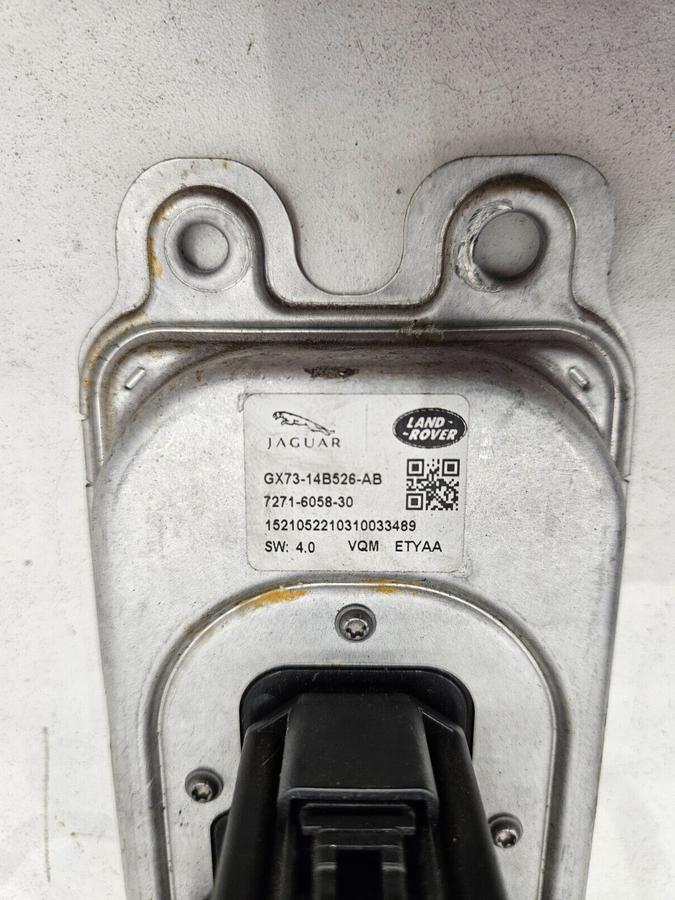 JAGUAR
LAND-
-ROVER
GX73-14B526-AB
7271-6058-30
1521052210310033489
SW: 4.0 VQM ETYAA